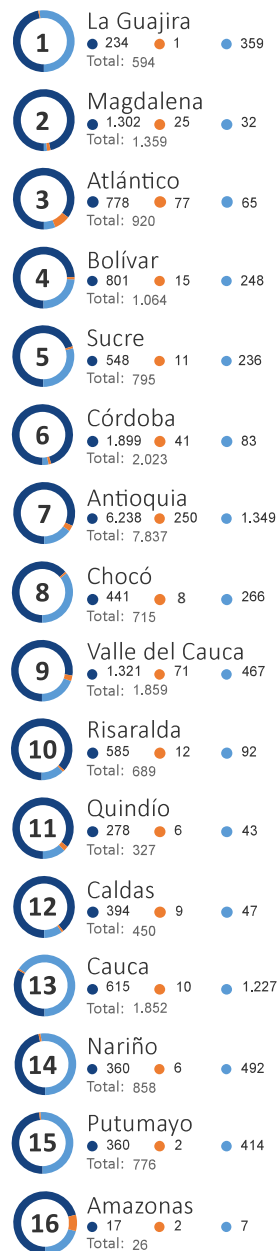 1
La Guajira
234 1 359
Total: 594
2
Magdalena
1.302 25 32
Total: 1.359
3
Atlántico
778 77 65
Total: 920
4
Bolívar
801 15 248
Total: 1.064
5
Sucre
548 11 236
Total: 795
6
Córdoba
1.899 41 83
Total: 2,023
7
Antioquia
6.238 250 1.349
Total: 7.837
8
Chocó
441 8 266
Total: 715
9
Valle del Cauca
1.321 71 467
Total: 1.859
10
Risaralda
585 12 92
Total: 689
11
Quindío
278 6 43
Total: 327
12
Caldas
394 9 47
Total: 450
13
Cauca
615 10 1.227
Total: 1.852
14
Nariño
360 6 492
Total: 858
15
Putumayo
360 2 414
Total: 776
16
Amazonas
17 2 7
Total: 26